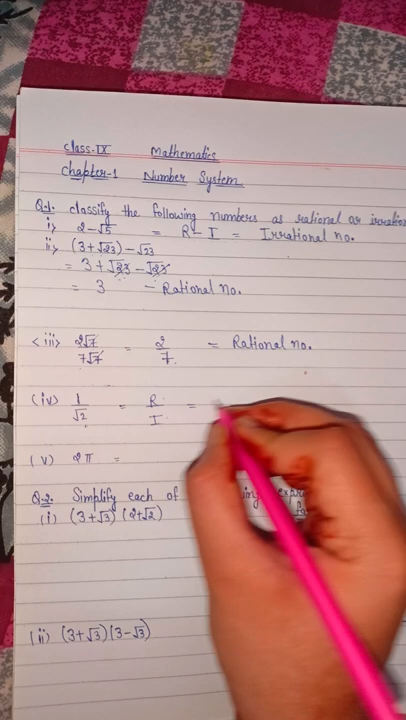 Class-IX Mathematics
Chapter-1 Number System
Q.1. Classify the following numbers as rational or irration
i) 2-√5 = R-I = Irrational no.
ii) (3+√23)-√23
= 3+√23-√23
= 3 - Rational no.
(iii) 2√7/7√7 = 2/7. = Rational no.
(iv) 1/√2 = R/I =
(v) 2π =
Q.2. Simplify each of
(i) (3+√3) (2+√2)
(ii) (3+√3)(3-√3)